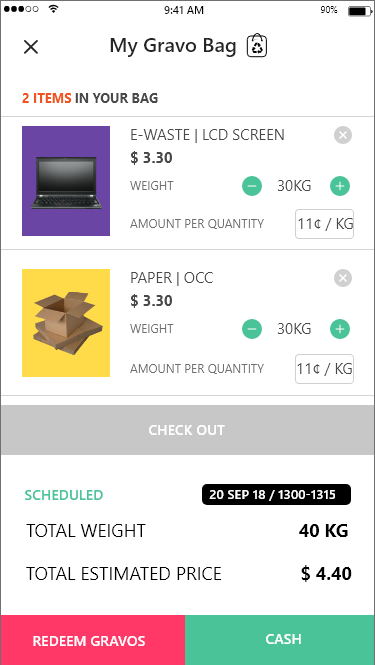 9:41 AM
90%
My Gravo Bag
2 ITEMS IN YOUR BAG
E-WASTE | LCD SCREEN
$ 3.30
WEIGHT
30KG
AMOUNT PER QUANTITY
11¢ / KG
PAPER | OCC
$ 3.30
WEIGHT
30KG
AMOUNT PER QUANTITY
11¢ / KG
CHECK OUT
SCHEDULED
20 SEP 18 / 1300-1315
TOTAL WEIGHT
40 KG
TOTAL ESTIMATED PRICE
$ 4.40
REDEEM GRAVOS
CASH